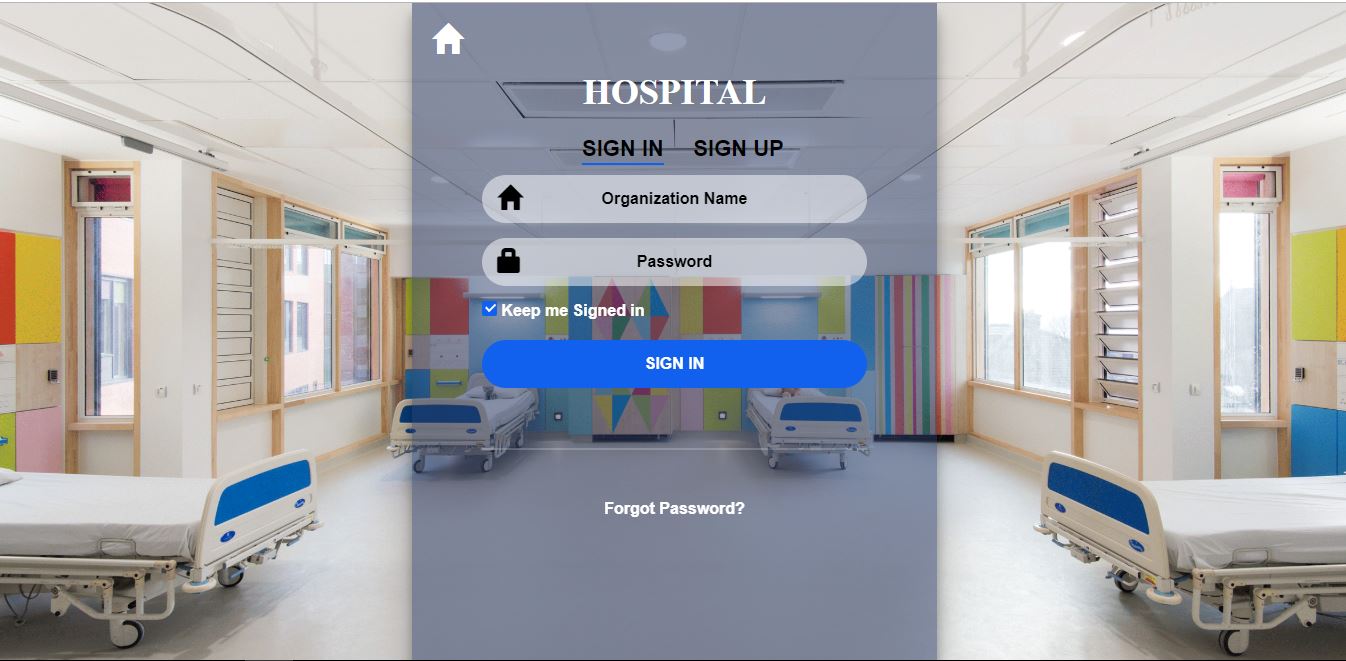 HOSPITAL
SIGN IN SIGN UP
Organization Name
Password
Keep me Signed in
SIGN IN
Forgot Password?